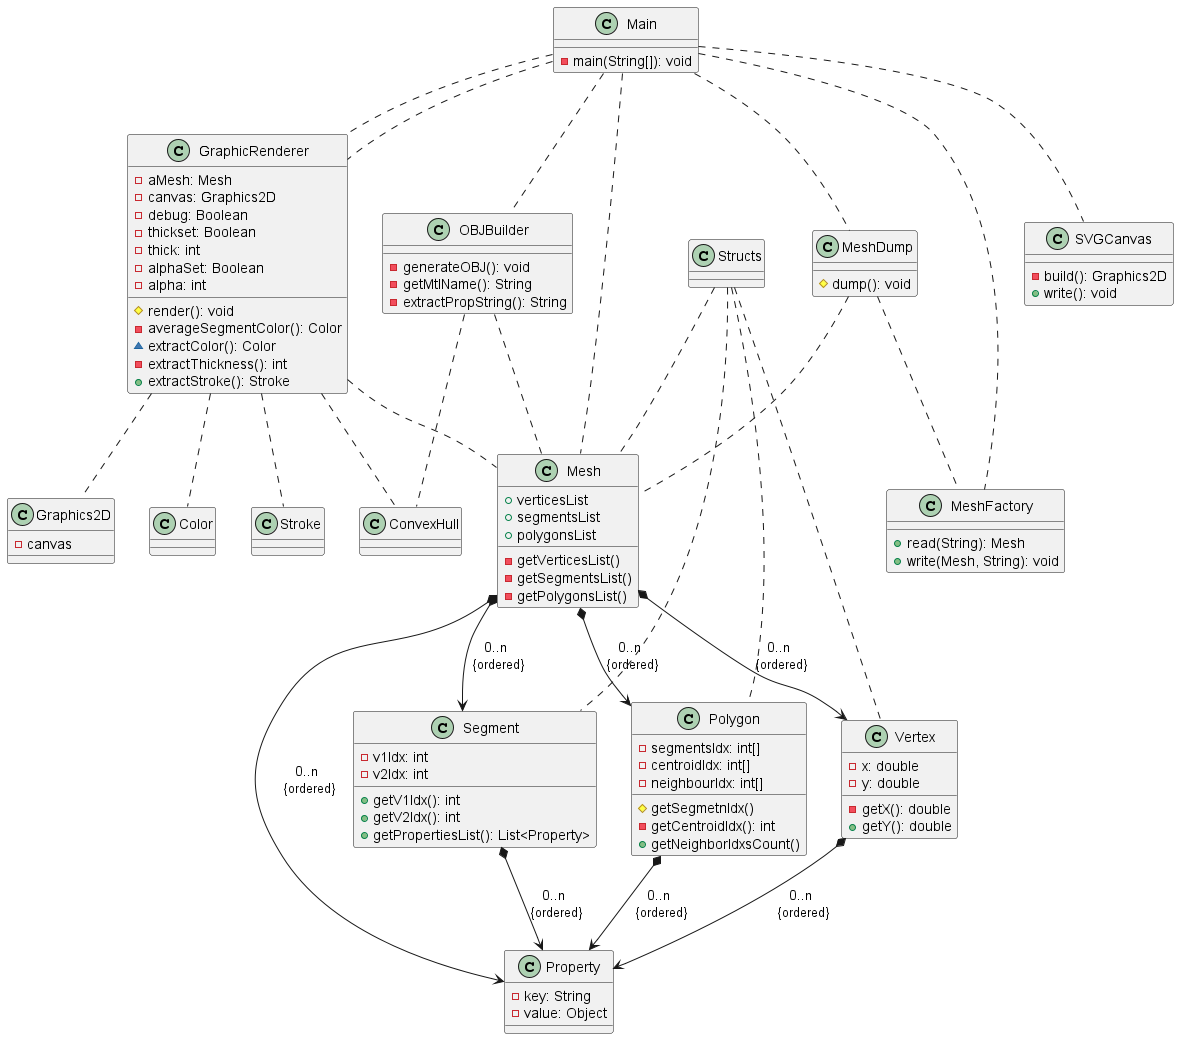 C Main
main(String[]): void
C GraphicRenderer
aMesh: Mesh
canvas: Graphics2D
debug: Boolean
thickset: Boolean
thick: int
alphaSet: Boolean
alpha: int
render(): void
averageSegmentColor(): Color
extractColor(): Color
extractThickness(): int
extractStroke(): Stroke
C OBJBuilder
generateOBJ(): void
getMtlName(): String
extractPropString(): String
C Structs
C MeshDump
dump(): void
C SVGCanvas
build(): Graphics2D
write(): void
C Graphics2D
canvas
C Color
C Stroke
C ConvexHull
C Mesh
verticesList
segmentsList
polygonsList
getVerticesList()
getSegmentsList()
getPolygonsList()
C MeshFactory
read(String): Mesh
write(Mesh, String): void
0..n
{ordered}
0..n
{ordered}
0..n
{ordered}
0..n
{ordered}
C Segment
v1Idx: int
v2Idx: int
getV1Idx(): int
getV2Idx(): int
getPropertiesList(): List<Property>
C Polygon
segmentsIdx: int[]
centroidIdx: int[]
neighbourIdx: int[]
getSegmetnIdx()
getCentroidIdx(): int
getNeighborIdxsCount()
C Vertex
x: double
y: double
getX(): double
getY(): double
0..n
{ordered}
0..n
{ordered}
0..n
{ordered}
C Property
key: String
value: Object